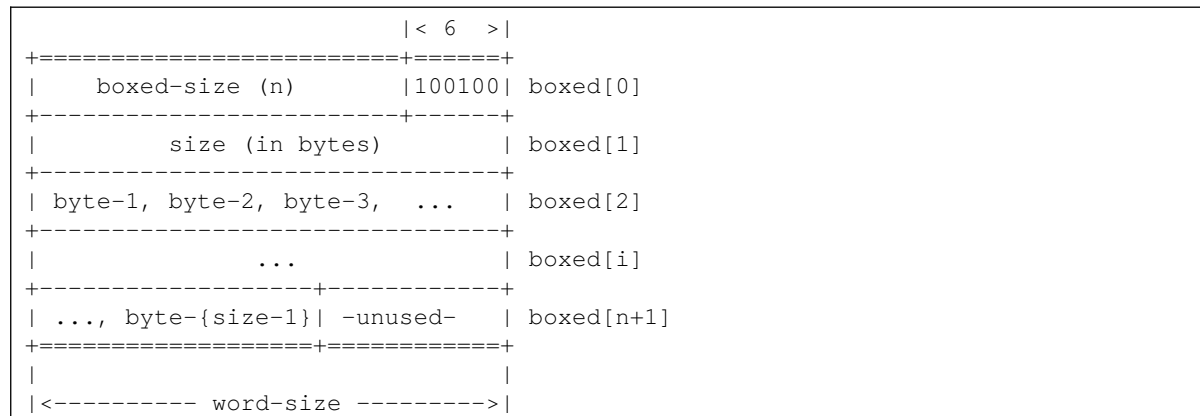 |< 6  >|
+=========================+======+
|    boxed-size (n)       |100100| boxed[0]
+-------------------------+------+
|         size (in bytes)        | boxed[1]
+--------------------------------+
| byte-1, byte-2, byte-3,  ...   | boxed[2]
+--------------------------------+
|               ...              | boxed[i]
+-------------------+------------+
| ..., byte-{size-1}| -unused-   | boxed[n+1]
+===================+============+
|                                |
|<---------- word-size --------->|